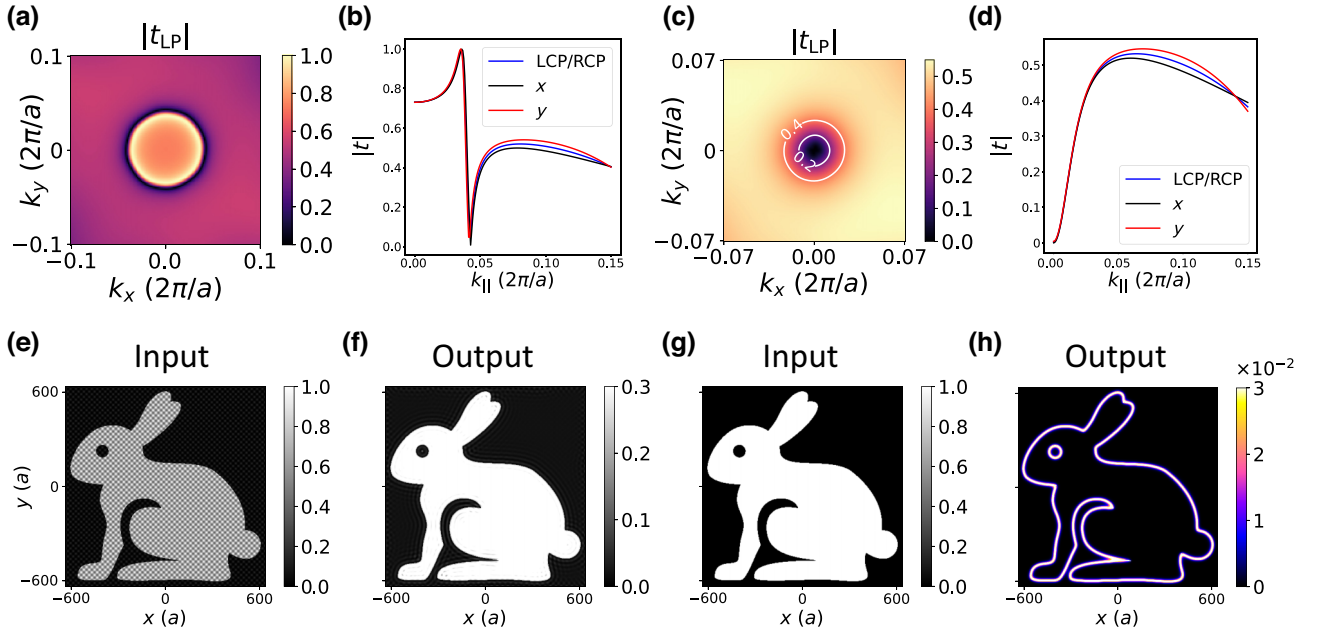 (a)
|t_LP|
0.1
0
−0.1
k_y (2π/a)
−0.1
0.0
0.1
k_x (2π/a)
1.0
0.8
0.6
0.4
0.2
0.0
(b)
1.0
0.8
0.6
0.4
0.2
0.0
|t|
LCP/RCP
x
y
0.00
0.05
0.10
0.15
k_|| (2π/a)
(c)
|t_LP|
0.07
0
−0.07
k_y (2π/a)
0.4
0.2
−0.07
0.00
0.07
k_x (2π/a)
0.5
0.4
0.3
0.2
0.1
0.0
(d)
0.5
0.4
0.3
0.2
0.1
0
|t|
LCP/RCP
x
y
0.00
0.05
0.10
0.15
k_|| (2π/a)
(e)
Input
600
0
−600
y (a)
−600
0
600
x (a)
1.0
0.8
0.6
0.4
0.2
0.0
(f)
Output
−600
0
600
x (a)
0.3
0.2
0.1
0.0
(g)
Input
−600
0
600
x (a)
1.0
0.8
0.6
0.4
0.2
0.0
(h)
Output
−600
0
600
x (a)
×10⁻²
3
2
1
0